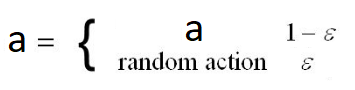 a = { a 1 − ε
random action ε